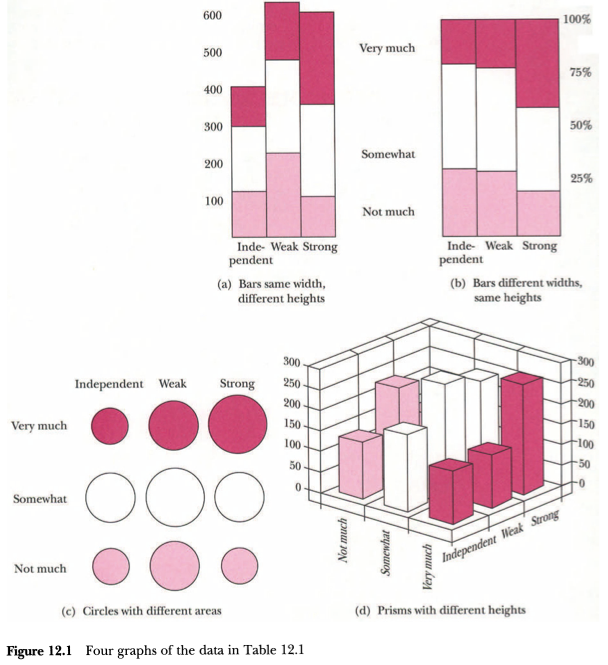 600
500
400
300
200
100
Inde-
pendent
Weak
Strong
(a) Bars same width,
different heights
Very much
Somewhat
Not much
100%
75%
50%
25%
Inde-
pendent
Weak
Strong
(b) Bars different widths,
same heights
Independent Weak Strong
Very much
Somewhat
Not much
(c) Circles with different areas
300
250
200
150
100
50
0
300
250
200
150
100
50
0
Not much
Somewhat
Very much
Independent
Weak
Strong
(d) Prisms with different heights
Figure 12.1 Four graphs of the data in Table 12.1